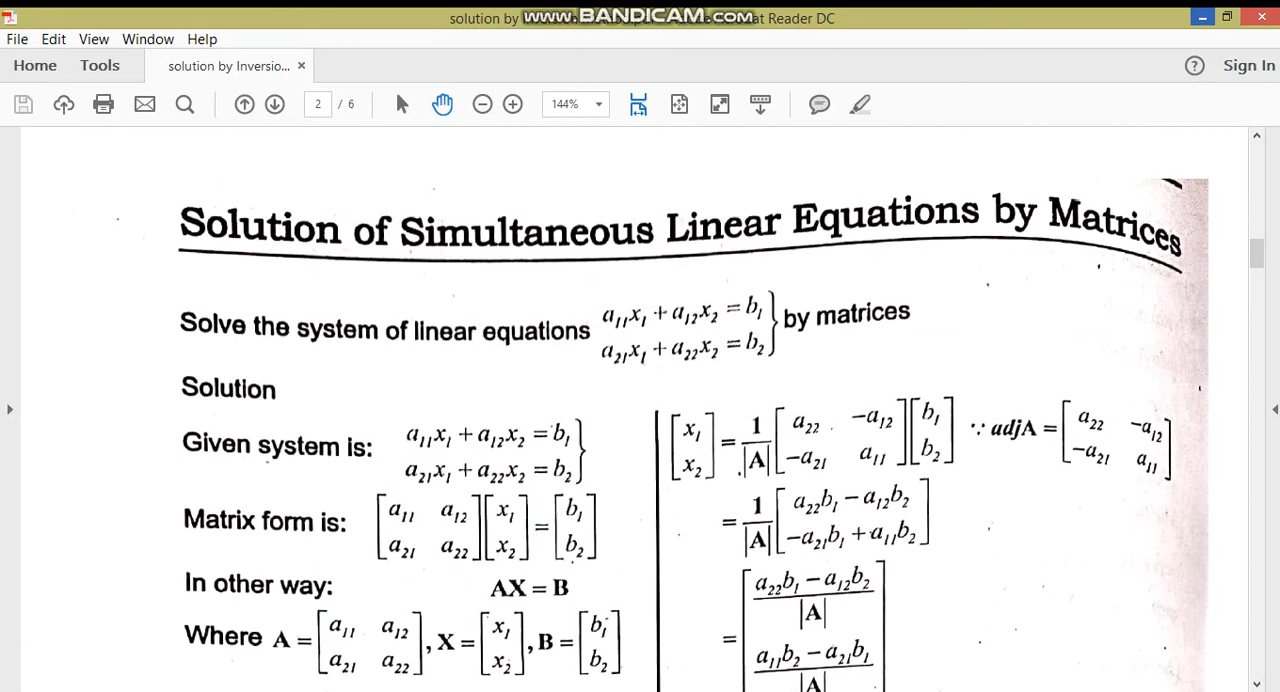 solution by
www.BANDICAM.com
at Reader DC
File Edit View Window Help
Home Tools solution by Inversio... ×
2 / 6 144% Sign In
Solution of Simultaneous Linear Equations by Matrices
Solve the system of linear equations a₁₁x₁ + a₁₂x₂ = b₁ } by matrices
a₂₁x₁ + a₂₂x₂ = b₂
Solution
Given system is: a₁₁x₁ + a₁₂x₂ = b₁ }
a₂₁x₁ + a₂₂x₂ = b₂
Matrix form is: [a₁₁ a₁₂ [x₁ = [b₁
a₂₁ a₂₂] x₂] b₂]
In other way: AX = B
Where A = [a₁₁ a₁₂ , X = [x₁ , B = [b₁
a₂₁ a₂₂] x₂] b₂]
[x₁ = 1 [a₂₂ -a₁₂ [b₁ ∵ adjA = [a₂₂ -a₁₂
x₂] |A| -a₂₁ a₁₁] b₂] -a₂₁ a₁₁]
= 1 [a₂₂b₁ - a₁₂b₂
|A| -a₂₁b₁ + a₁₁b₂]
a₂₂b₁ - a₁₂b₂
|A|
=
a₁₁b₂ - a₂₁b₁
|A|